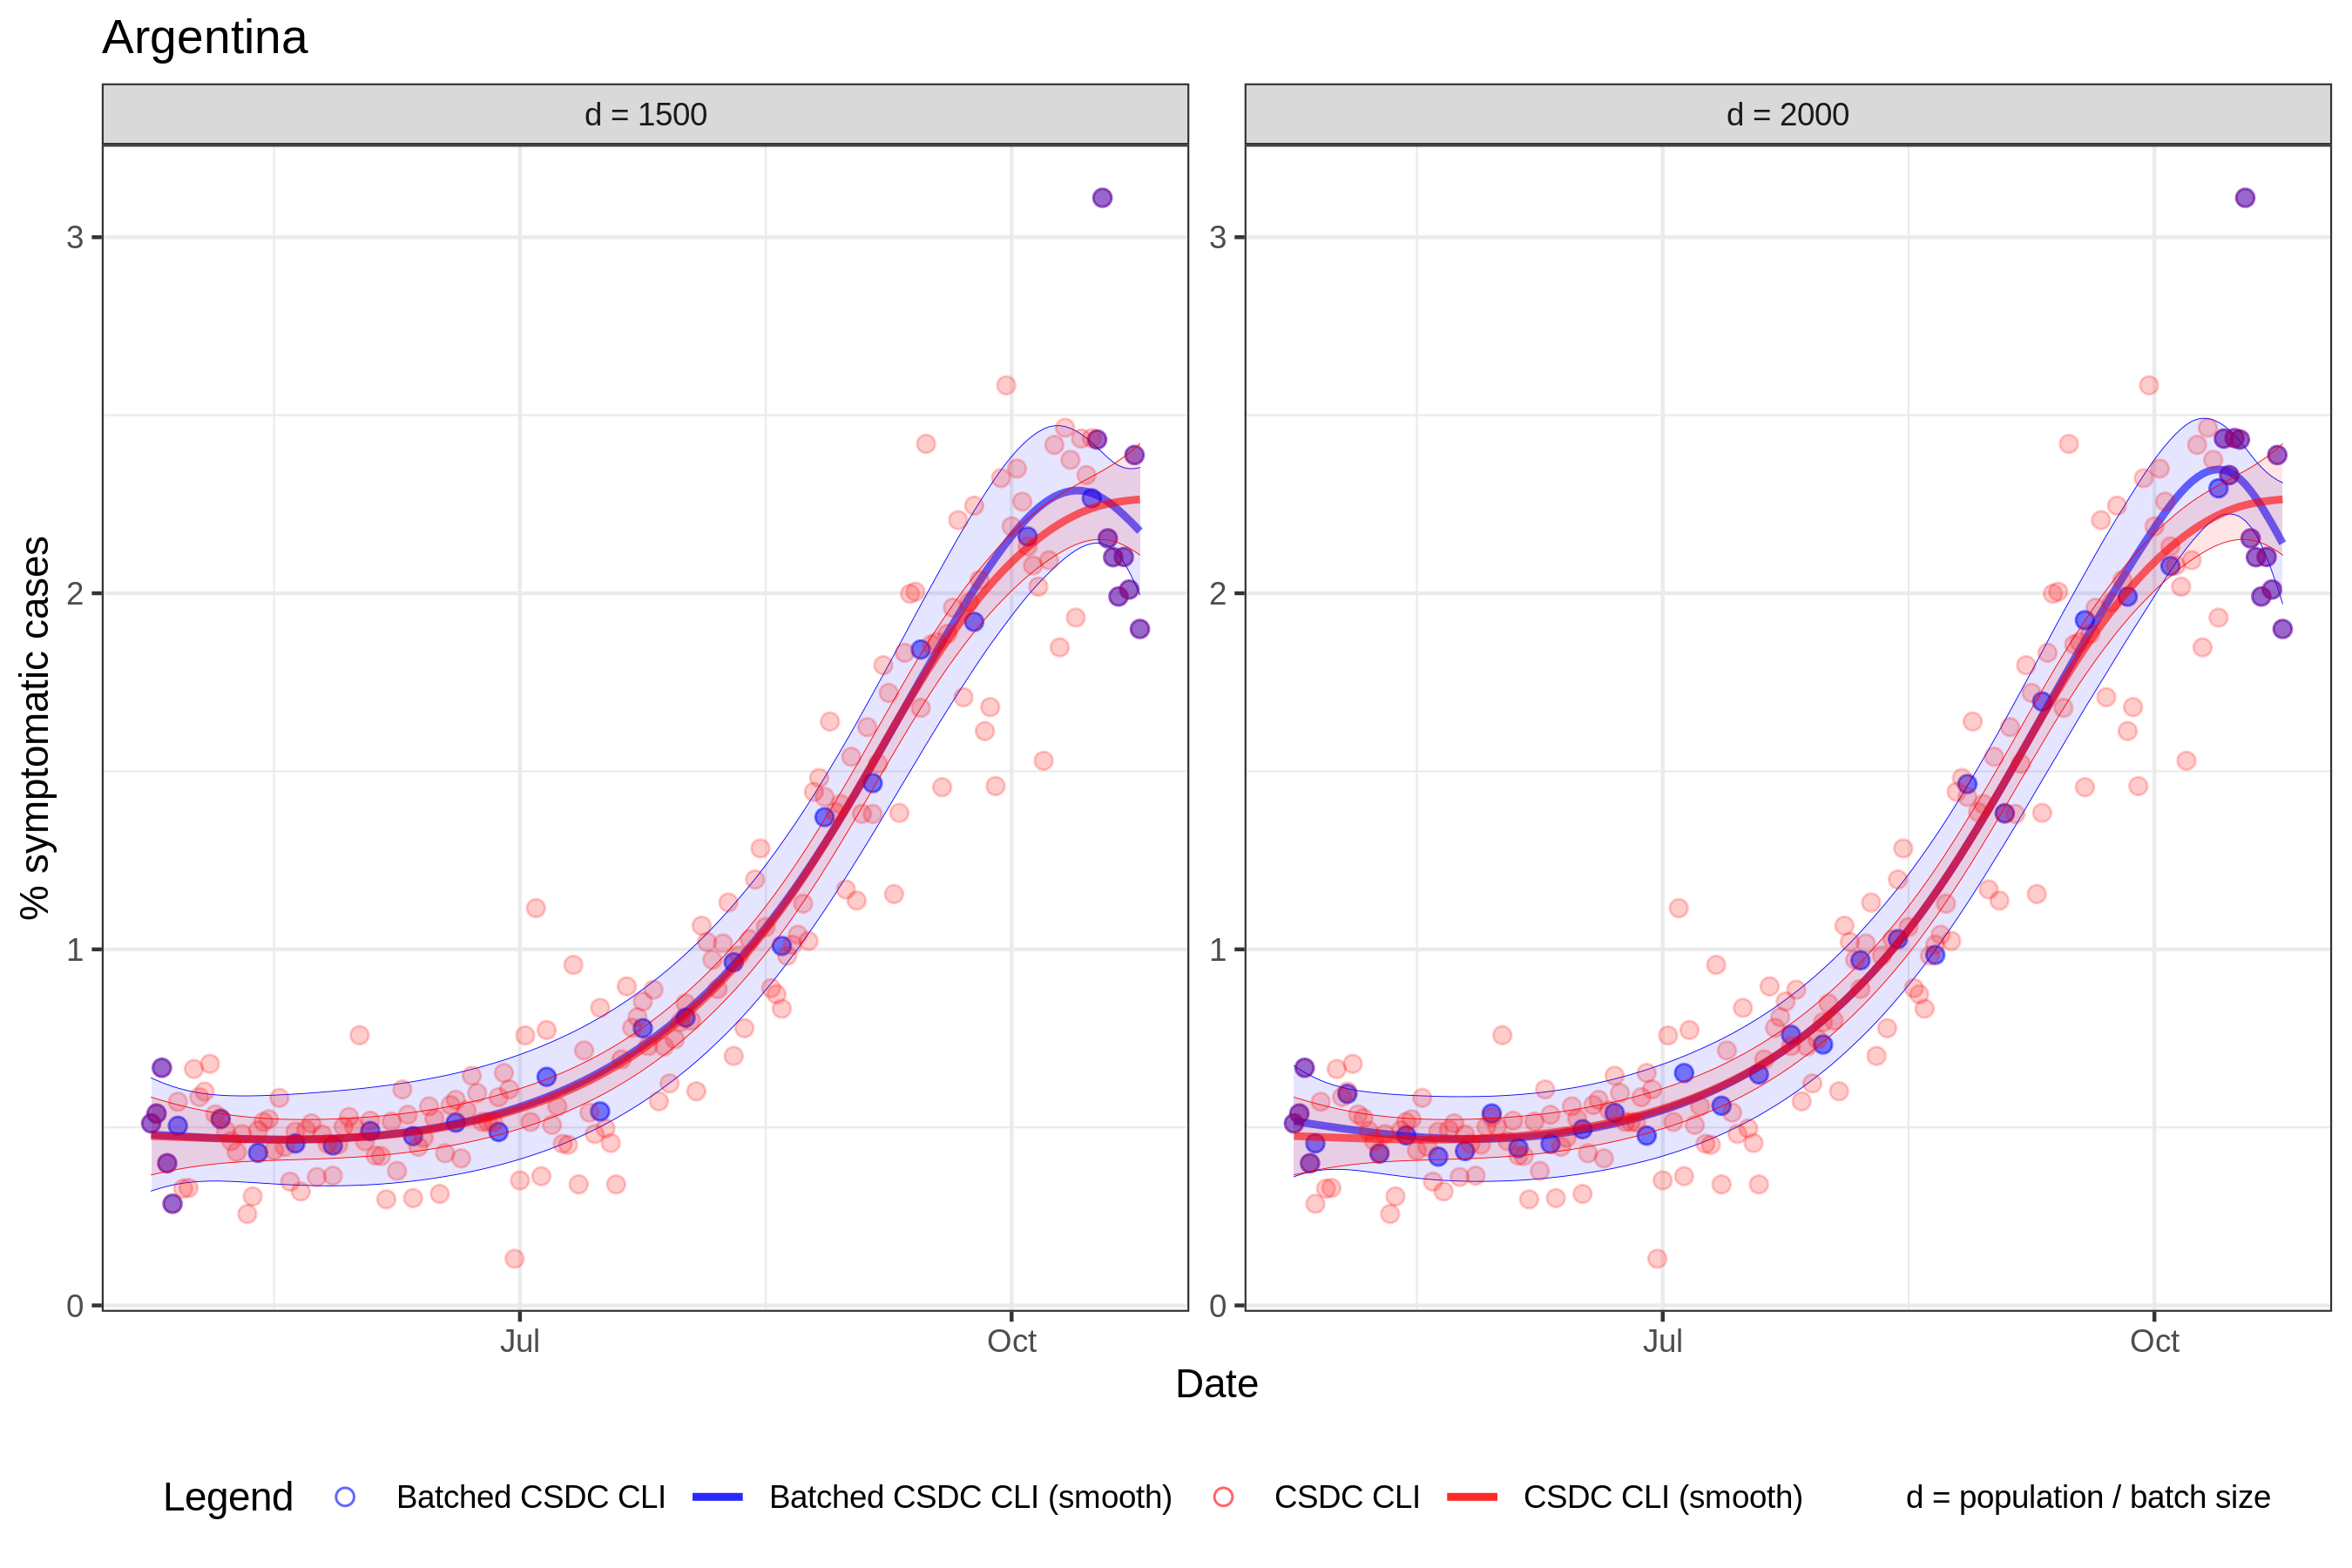 Argentina
d = 1500
d = 2000
% symptomatic cases
3
2
1
0
3
2
1
0
Jul
Oct
Jul
Oct
Date
Legend
Batched CSDC CLI
Batched CSDC CLI (smooth)
CSDC CLI
CSDC CLI (smooth)
d = population / batch size